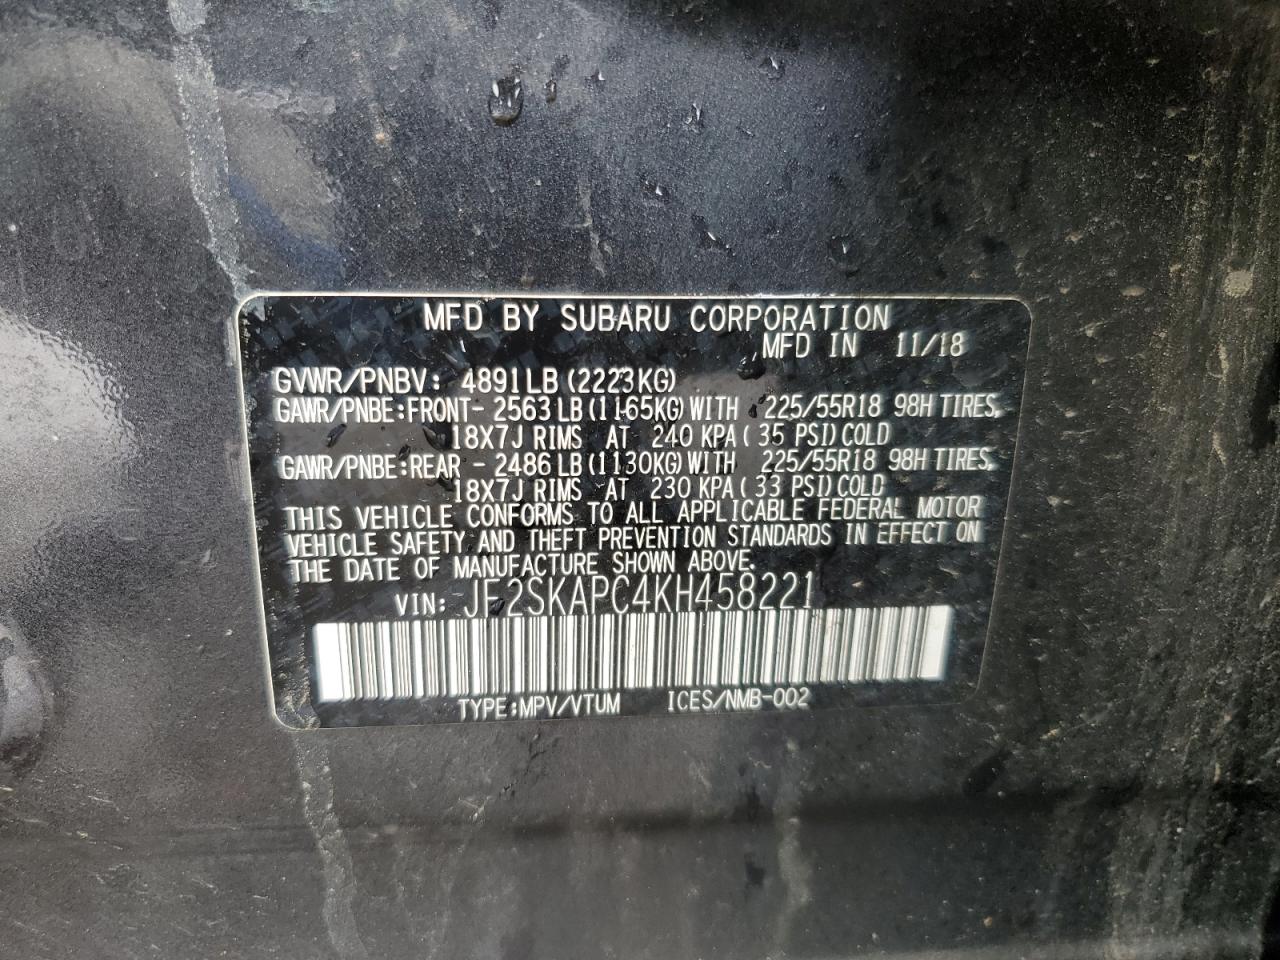 MFD BY SUBARU CORPORATION
MFD IN 11/18
GVWR/PNBV: 4891LB(2223KG)
GAWR/PNBE:FRONT- 2563LB(1165KG)WITH 225/55R18 98H TIRES,
18X7J RIMS AT 240 KPA(35 PSI)COLD
GAWR/PNBE:REAR - 2486LB(1130KG)WITH 225/55R18 98H TIRES,
18X7J RIMS AT 230 KPA(33 PSI)COLD
THIS VEHICLE CONFORMS TO ALL APPLICABLE FEDERAL MOTOR
VEHICLE SAFETY AND THEFT PREVENTION STANDARDS IN EFFECT ON
THE DATE OF MANUFACTURE SHOWN ABOVE.
VIN: JF2SKAPC4KH458221
TYPE:MPV/VTUM ICES/NMB-002